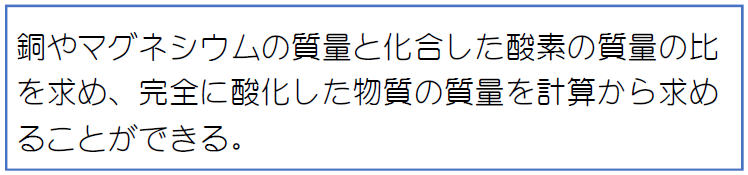 銅やマグネシウムの質量と化合した酸素の質量の比
を求め、完全に酸化した物質の質量を計算から求め
ることができる。